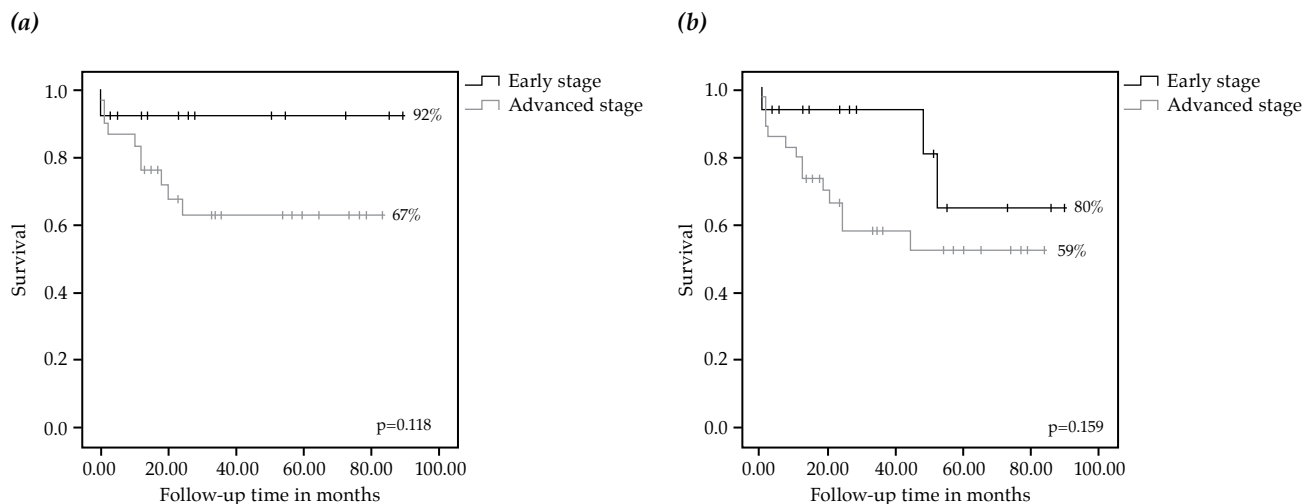 (a)
Early stage
Advanced stage
1.0
0.8
0.6
0.4
0.2
0.0
Survival
92%
67%
p=0.118
0.00 20.00 40.00 60.00 80.00 100.00
Follow-up time in months
(b)
Early stage
Advanced stage
1.0
0.8
0.6
0.4
0.2
0.0
Survival
80%
59%
p=0.159
0.00 20.00 40.00 60.00 80.00 100.00
Follow-up time in months